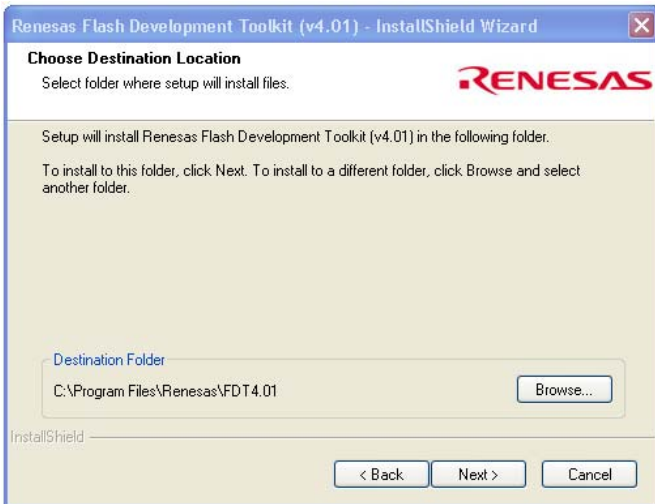 Renesas Flash Development Toolkit (v4.01) - InstallShield Wizard
Choose Destination Location
Select folder where setup will install files.
RENESAS
Setup will install Renesas Flash Development Toolkit (v4.01) in the following folder.
To install to this folder, click Next. To install to a different folder, click Browse and select
another folder.
Destination Folder
C:\Program Files\Renesas\FDT4.01
Browse...
InstallShield
< Back
Next >
Cancel